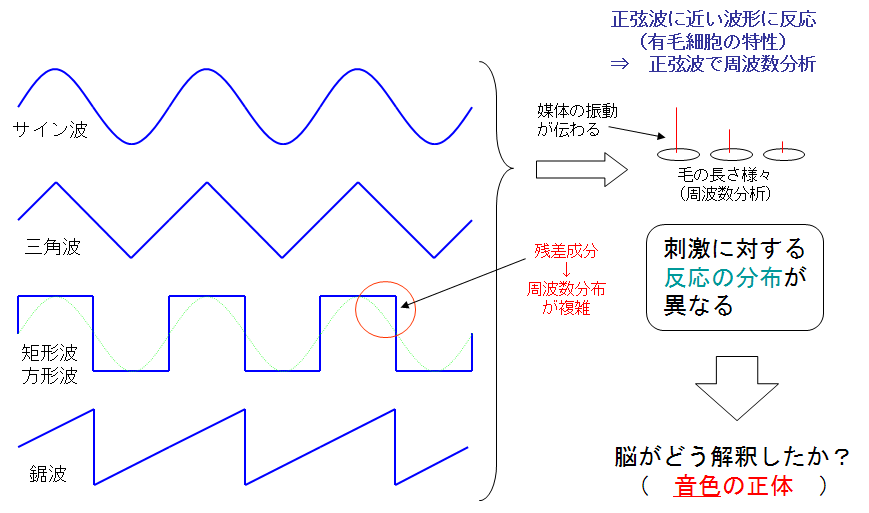 正弦波に近い波形に反応
（有毛細胞の特性）
⇒　正弦波で周波数分析
サイン波
三角波
矩形波
方形波
鋸波
媒体の振動
が伝わる
毛の長さ様々
（周波数分析）
残差成分
↓
周波数分布
が複雑
刺激に対する
反応の分布が
異なる
脳がどう解釈したか？
（　音色の正体　）